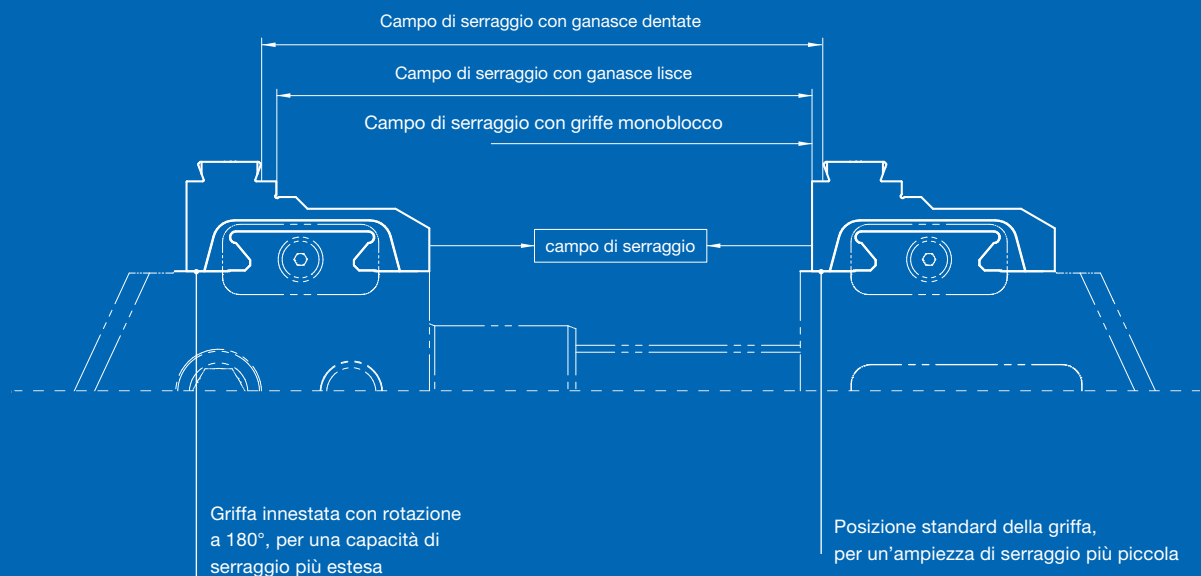 Campo di serraggio con ganasce dentate
Campo di serraggio con ganasce lisce
Campo di serraggio con griffe monoblocco
campo di serraggio
Griffa innestata con rotazione
a 180°, per una capacità di
serraggio più estesa
Posizione standard della griffa,
per un'ampiezza di serraggio più piccola